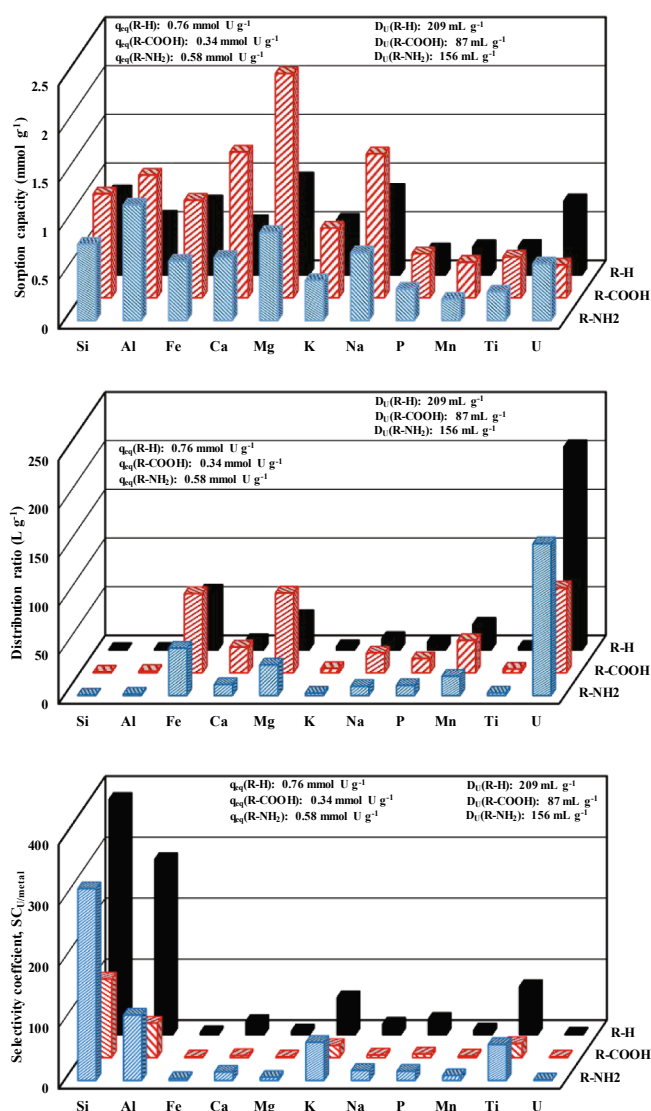 q_eq(R-H): 0.76 mmol U g⁻¹ D_U(R-H): 209 mL g⁻¹
q_eq(R-COOH): 0.34 mmol U g⁻¹ D_U(R-COOH): 87 mL g⁻¹
q_eq(R-NH₂): 0.58 mmol U g⁻¹ D_U(R-NH₂): 156 mL g⁻¹
Sorption capacity (mmol g⁻¹)
2.5
2
1.5
1
0.5
0
R-H
R-COOH
R-NH2
Si Al Fe Ca Mg K Na P Mn Ti U
D_U(R-H): 209 mL g⁻¹
D_U(R-COOH): 87 mL g⁻¹
D_U(R-NH₂): 156 mL g⁻¹
q_eq(R-H): 0.76 mmol U g⁻¹
q_eq(R-COOH): 0.34 mmol U g⁻¹
q_eq(R-NH₂): 0.58 mmol U g⁻¹
Distribution ratio (L g⁻¹)
250
200
150
100
50
0
R-H
R-COOH
R-NH2
Si Al Fe Ca Mg K Na P Mn Ti U
q_eq(R-H): 0.76 mmol U g⁻¹ D_U(R-H): 209 mL g⁻¹
q_eq(R-COOH): 0.34 mmol U g⁻¹ D_U(R-COOH): 87 mL g⁻¹
q_eq(R-NH₂): 0.58 mmol U g⁻¹ D_U(R-NH₂): 156 mL g⁻¹
Selectivity coefficient, SC_U/metal
400
300
200
100
0
R-H
R-COOH
R-NH2
Si Al Fe Ca Mg K Na P Mn Ti U